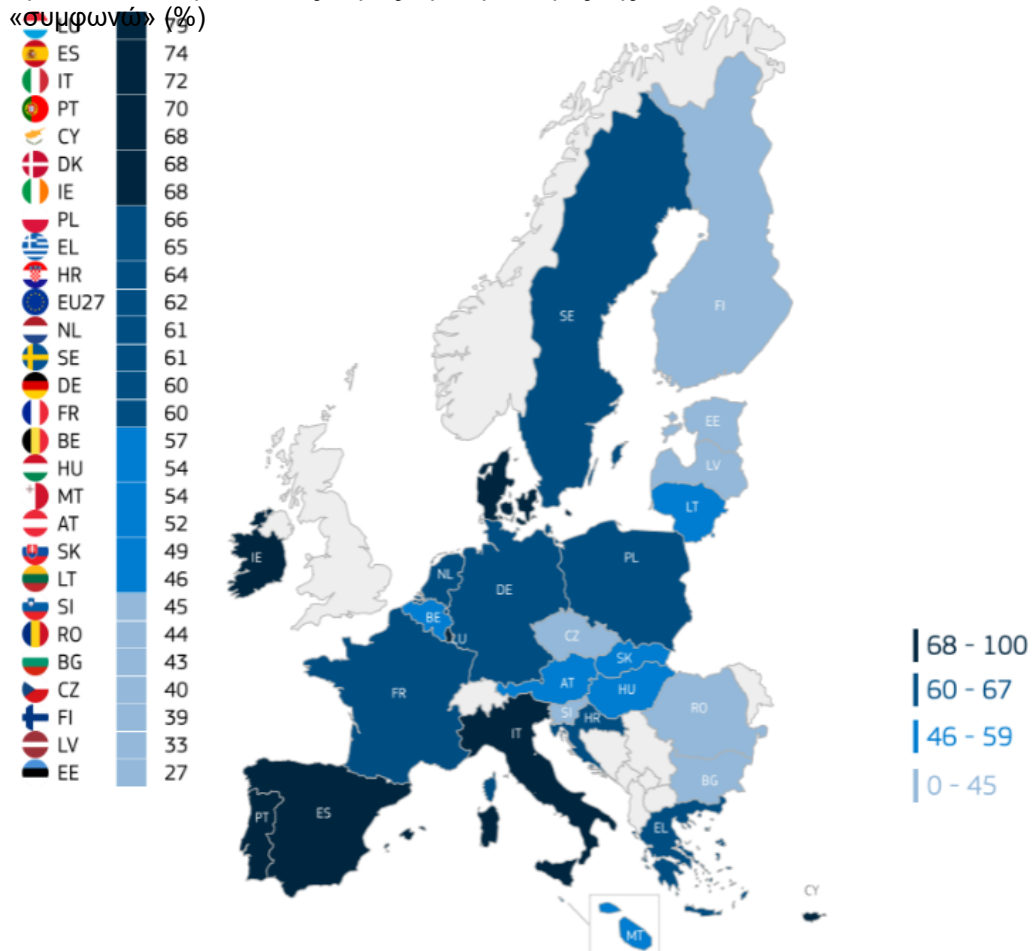 «συμφωνώ» (%)
LU 75
ES 74
IT 72
PT 70
CY 68
DK 68
IE 68
PL 66
EL 65
HR 64
EU27 62
NL 61
SE 61
DE 60
FR 60
BE 57
HU 54
MT 54
AT 52
SK 49
LT 46
SI 45
RO 44
BG 43
CZ 40
FI 39
LV 33
EE 27
SE
FI
EE
LV
LT
IE
NL
PL
DE
BE
LU
CZ
SK
AT
HU
FR
SI
HR
RO
IT
BG
PT
ES
EL
CY
MT
68 - 100
60 - 67
46 - 59
0 - 45